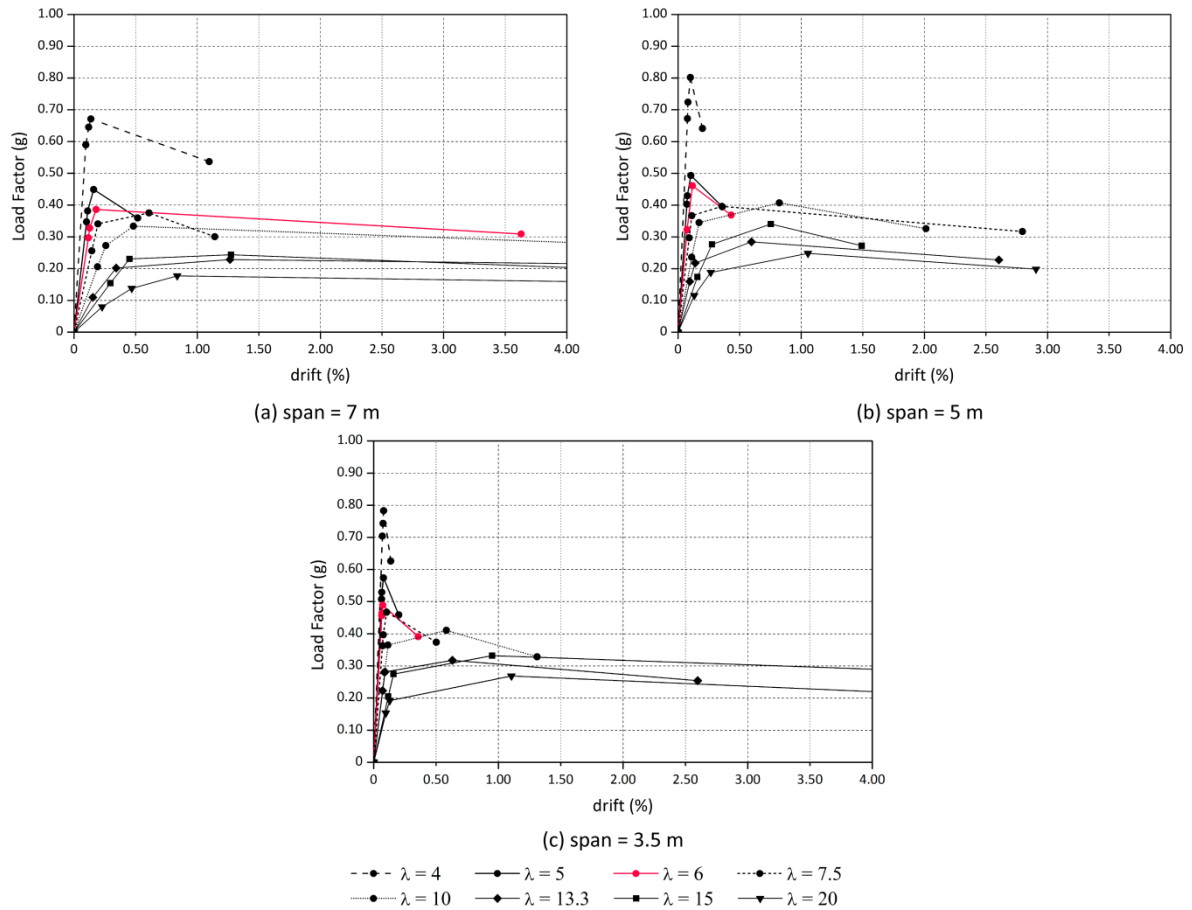 1.00
0.90
0.80
0.70
0.60
0.50
0.40
0.30
0.20
0.10
0
Load Factor (g)
0 0.50 1.00 1.50 2.00 2.50 3.00 3.50 4.00
drift (%)
(a) span = 7 m
1.00
0.90
0.80
0.70
0.60
0.50
0.40
0.30
0.20
0.10
0
Load Factor (g)
0 0.50 1.00 1.50 2.00 2.50 3.00 3.50 4.00
drift (%)
(b) span = 5 m
1.00
0.90
0.80
0.70
0.60
0.50
0.40
0.30
0.20
0.10
0
Load Factor (g)
0 0.50 1.00 1.50 2.00 2.50 3.00 3.50 4.00
drift (%)
(c) span = 3.5 m
λ = 4 λ = 5 λ = 6 λ = 7.5
λ = 10 λ = 13.3 λ = 15 λ = 20